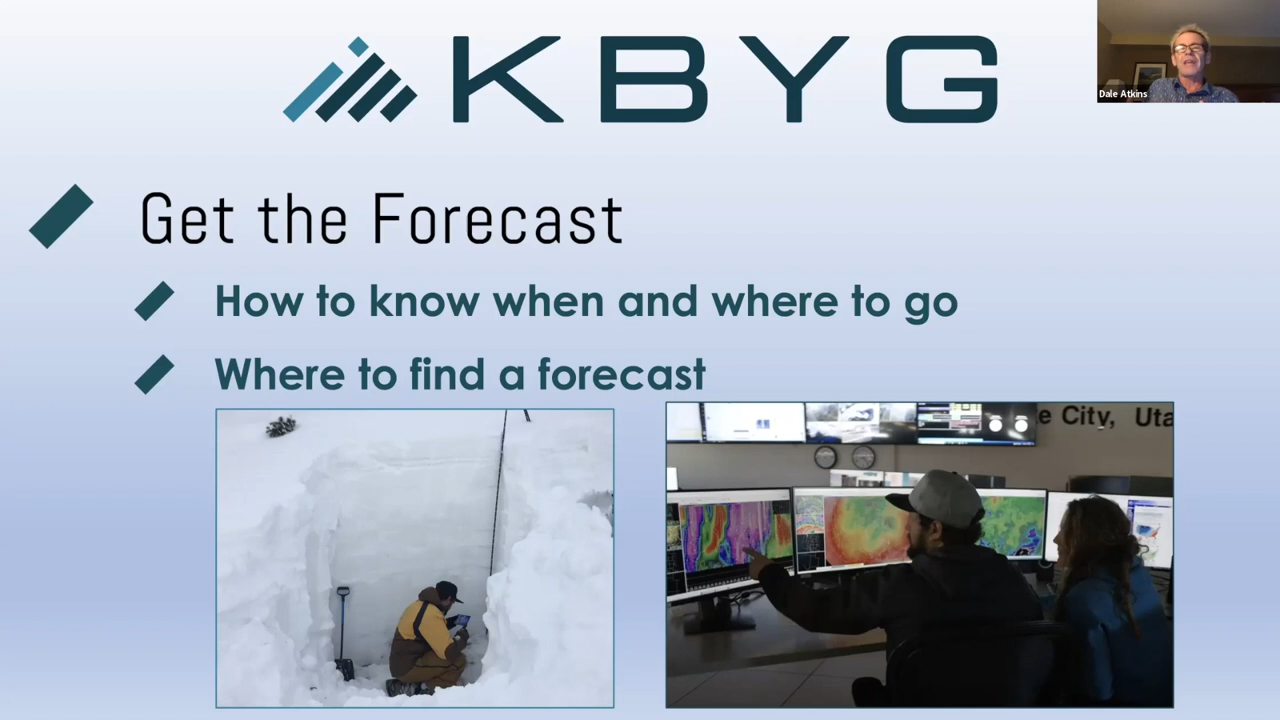 KBYG
Dale Atkins
Get the Forecast
How to know when and where to go
Where to find a forecast
e City, Uta